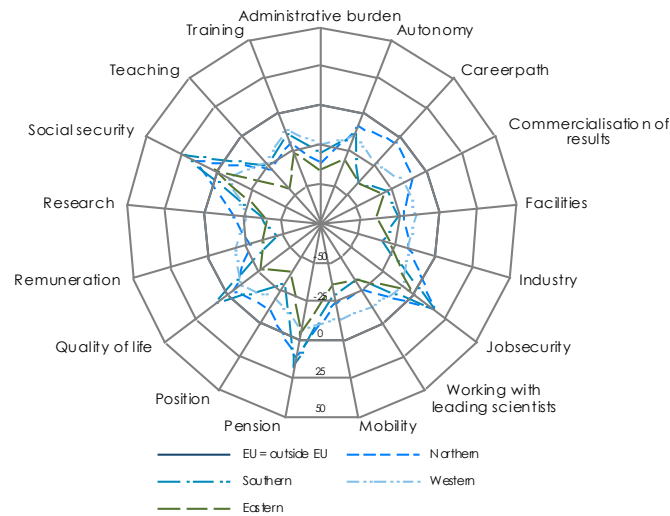 Administrative burden
Training
Autonomy
Teaching
Careerpath
Social security
Commercialisation of
results
Research
Facilities
Remuneration
Industry
Quality of life
Jobsecurity
Position
Working with
leading scientists
Pension
Mobility
-50
-25
0
25
50
EU = outside EU
Northern
Southern
Western
Eastern